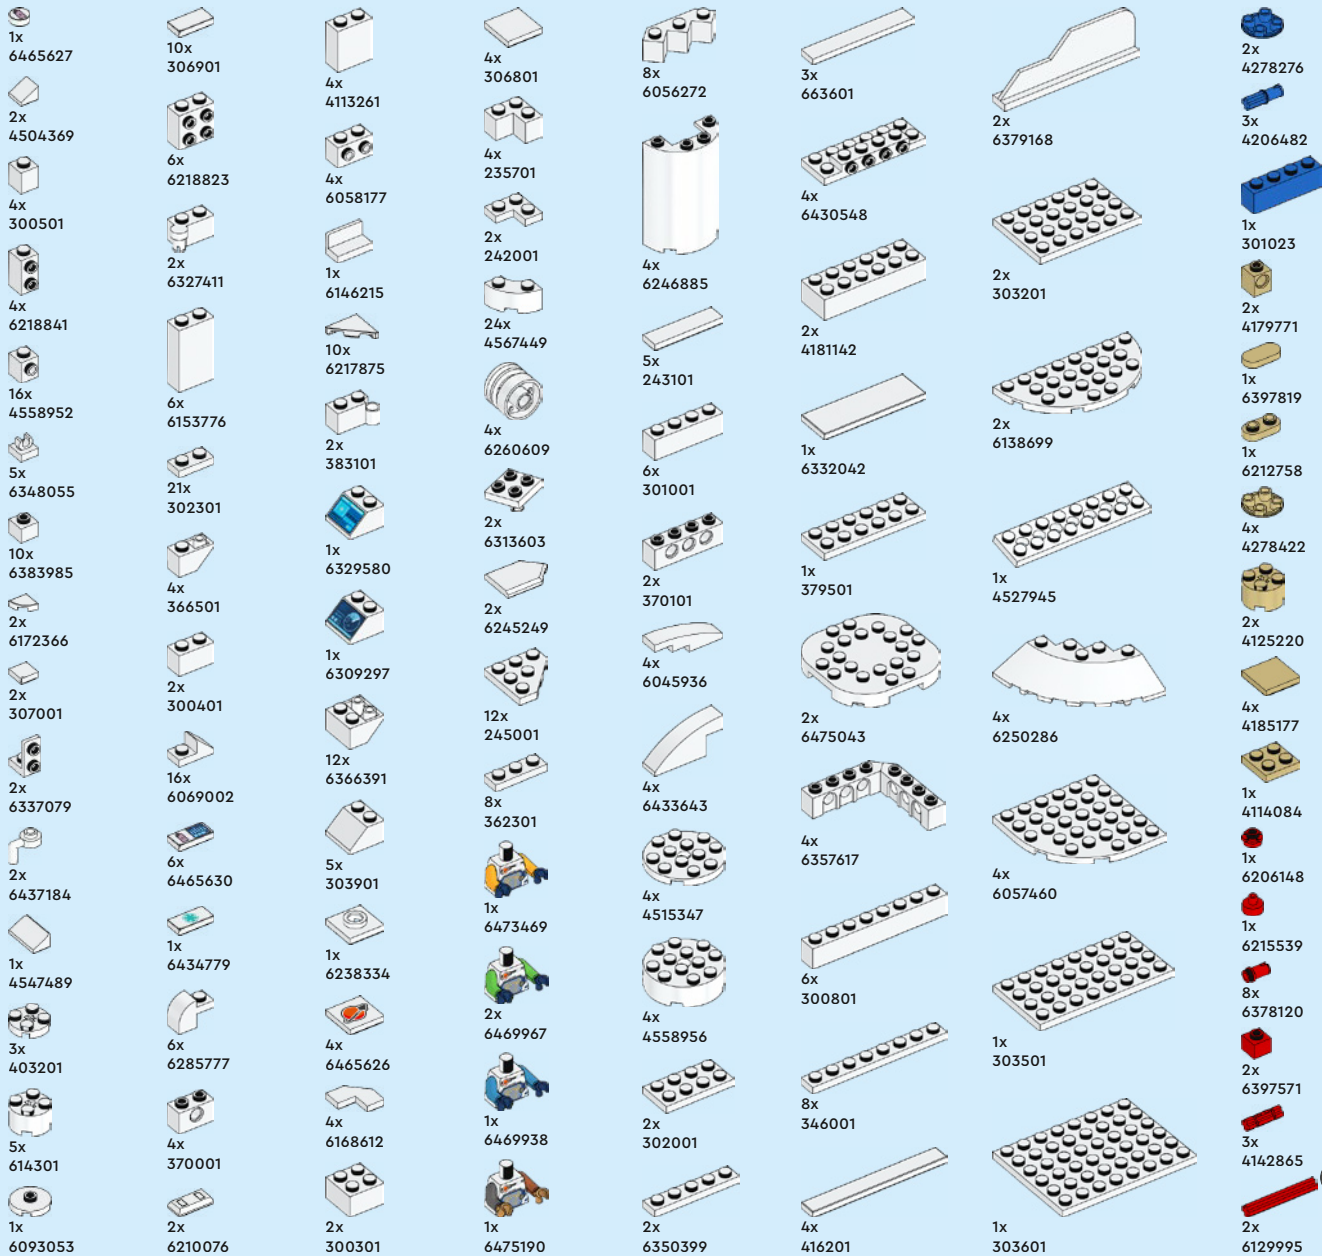 1x
6465627
2x
4504369
4x
300501
4x
6218841
16x
4558952
5x
6348055
10x
6383985
2x
6172366
2x
307001
2x
6337079
2x
6437184
1x
4547489
3x
403201
5x
614301
1x
6093053
10x
306901
6x
6218823
2x
6327411
6x
6153776
21x
302301
4x
366501
2x
300401
16x
6069002
6x
6465630
1x
6434779
6x
6285777
4x
370001
2x
6210076
4x
4113261
4x
6058177
1x
6146215
10x
6217875
2x
383101
1x
6329580
1x
6309297
12x
6366391
5x
303901
1x
6238334
4x
6465626
4x
6168612
2x
300301
4x
306801
4x
235701
2x
242001
24x
4567449
4x
6260609
2x
6313603
2x
6245249
12x
245001
8x
362301
1x
6473469
2x
6469967
1x
6469938
1x
6475190
8x
6056272
4x
6246885
5x
243101
6x
301001
2x
370101
4x
6045936
4x
6433643
4x
4515347
4x
4558956
2x
302001
2x
6350399
3x
663601
4x
6430548
2x
4181142
1x
6332042
1x
379501
2x
6475043
4x
6357617
6x
300801
8x
346001
4x
416201
2x
6379168
2x
303201
2x
6138699
1x
4527945
4x
6250286
4x
6057460
1x
303501
1x
303601
2x
4278276
3x
4206482
1x
301023
2x
4179771
1x
6397819
1x
6212758
4x
4278422
2x
4125220
4x
4185177
1x
4114084
1x
6206148
1x
6215539
8x
6378120
2x
6397571
3x
4142865
2x
6129995